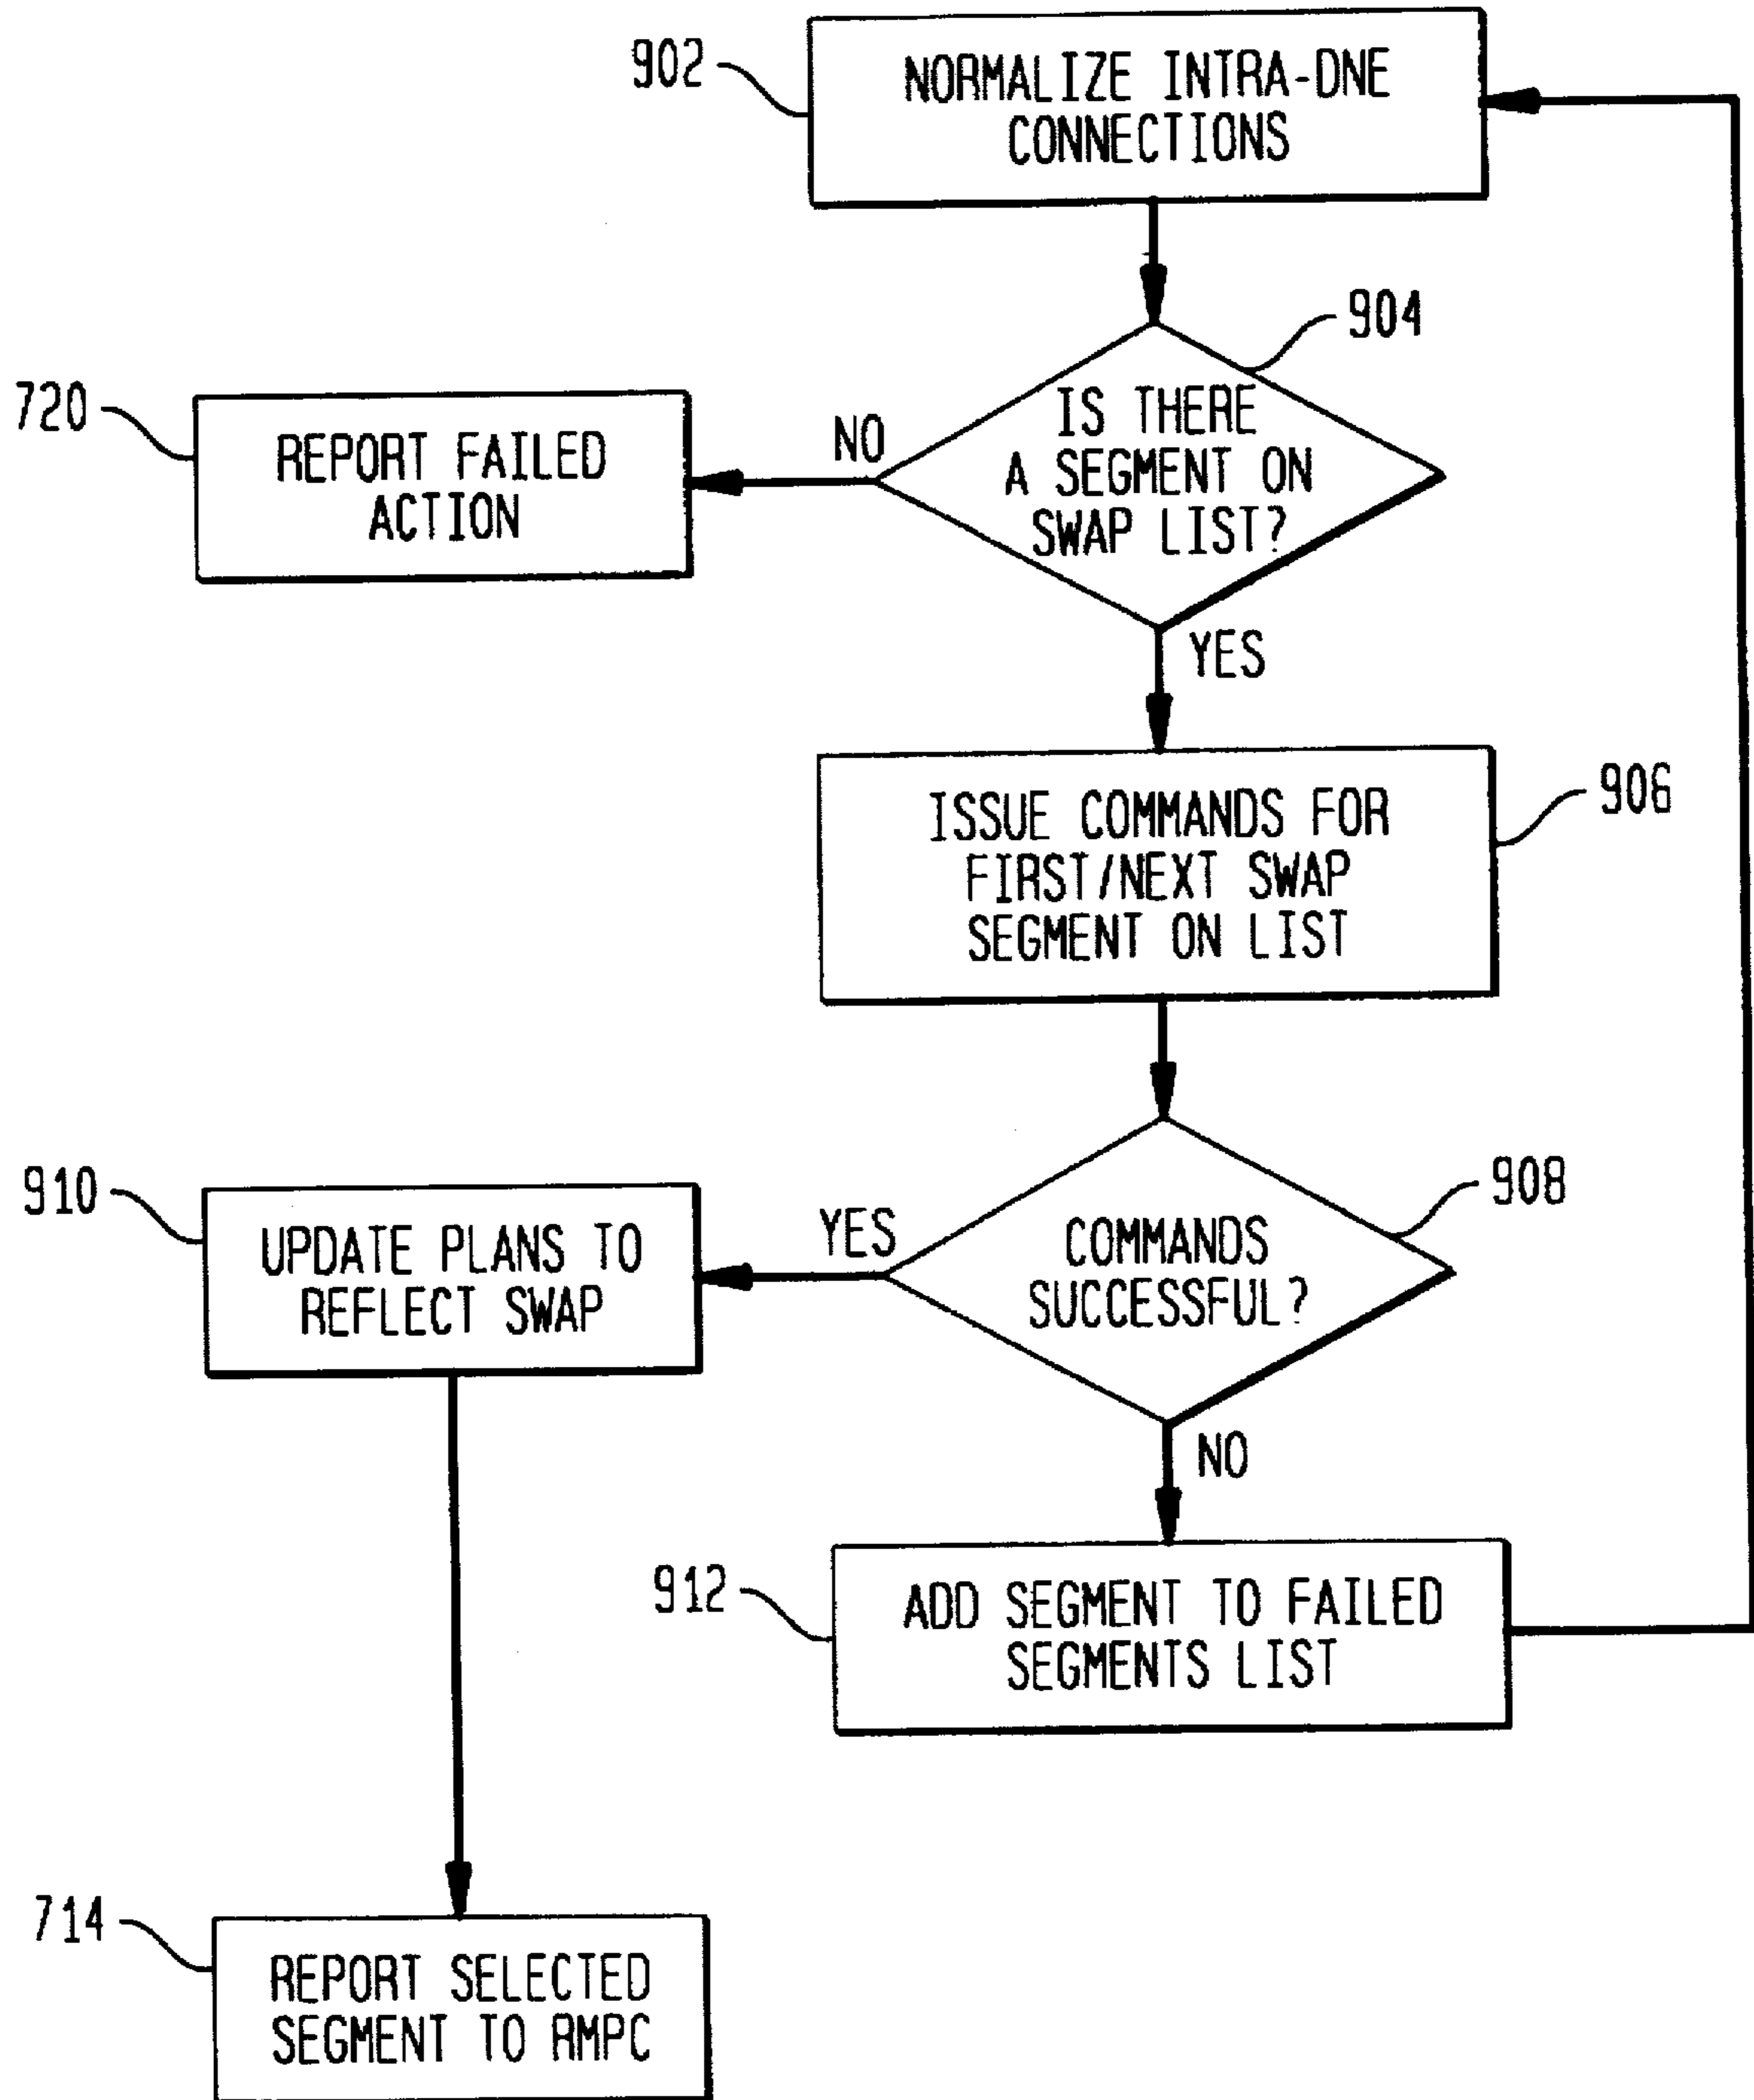 902
NORMALIZE INTRA-DNE
CONNECTIONS
904
IS THERE
A SEGMENT ON
SWAP LIST?
NO
720
REPORT FAILED
ACTION
YES
906
ISSUE COMMANDS FOR
FIRST/NEXT SWAP
SEGMENT ON LIST
908
COMMANDS
SUCCESSFUL?
YES
910
UPDATE PLANS TO
REFLECT SWAP
NO
912
ADD SEGMENT TO FAILED
SEGMENTS LIST
714
REPORT SELECTED
SEGMENT TO RMPC